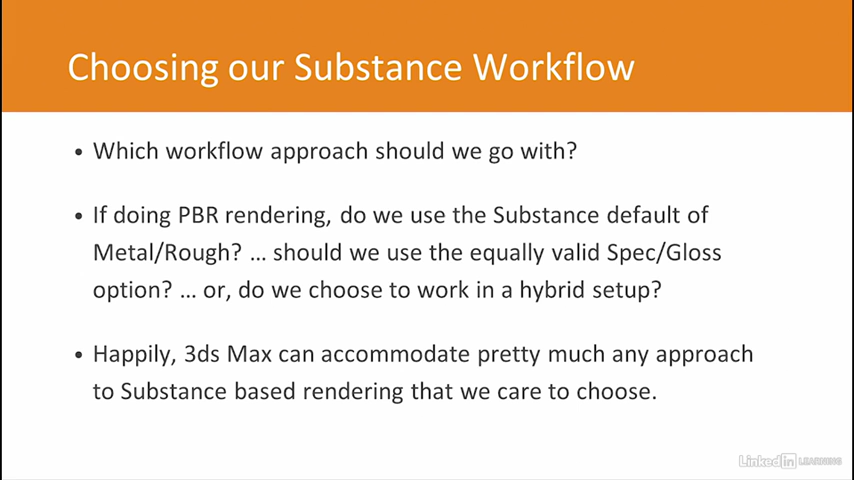 Choosing our Substance Workflow
• Which workflow approach should we go with?
• If doing PBR rendering, do we use the Substance default of
Metal/Rough? ... should we use the equally valid Spec/Gloss
option? ... or, do we choose to work in a hybrid setup?
• Happily, 3ds Max can accommodate pretty much any approach
to Substance based rendering that we care to choose.
Linked in LEARNING